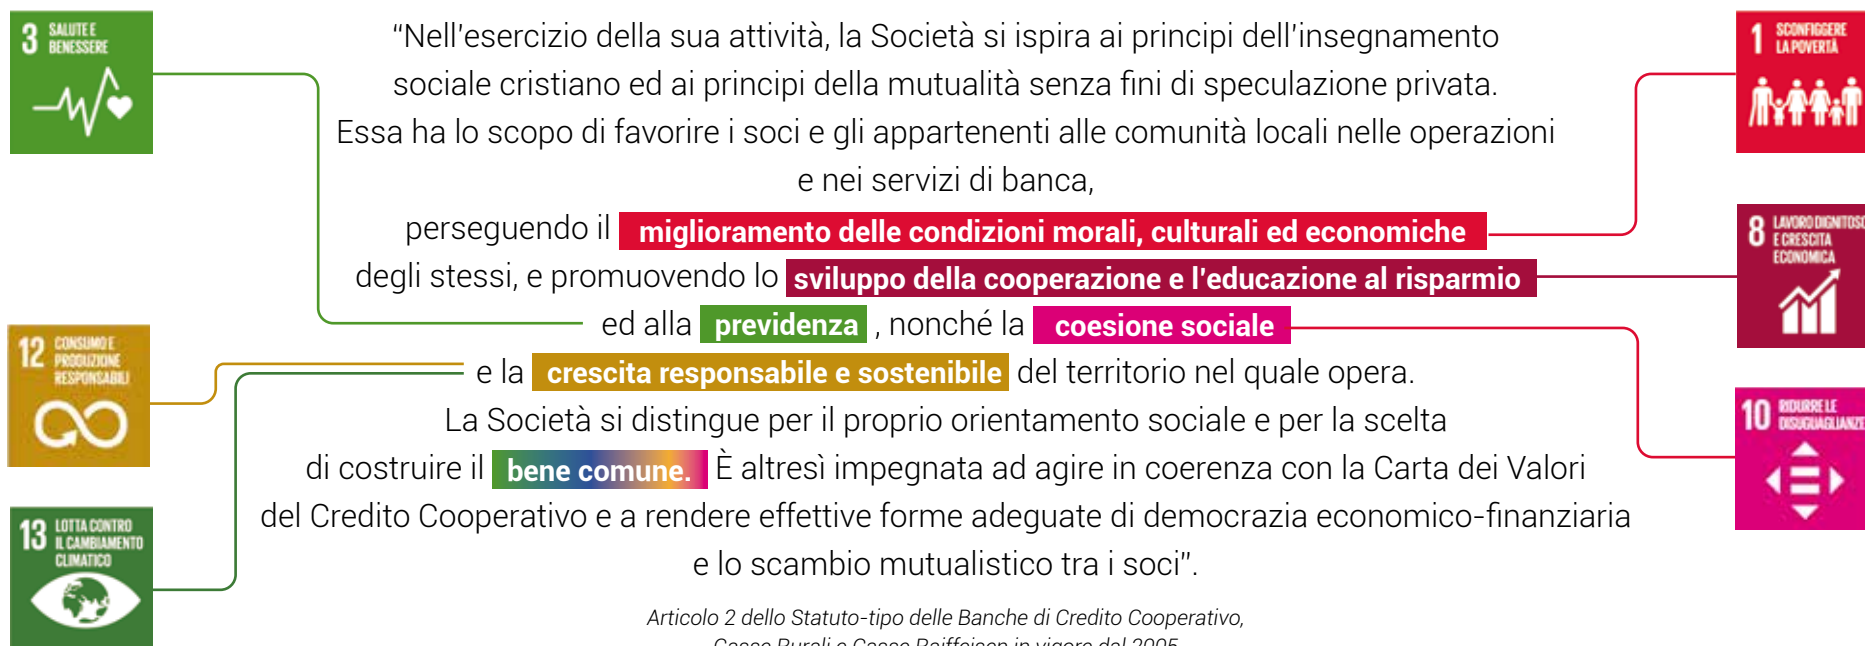 3 SALUTE E
BENESSERE
"Nell'esercizio della sua attività, la Società si ispira ai principi dell'insegnamento
sociale cristiano ed ai principi della mutualità senza fini di speculazione privata.
Essa ha lo scopo di favorire i soci e gli appartenenti alle comunità locali nelle operazioni
e nei servizi di banca,
perseguendo il miglioramento delle condizioni morali, culturali ed economiche
degli stessi, e promuovendo lo sviluppo della cooperazione e l'educazione al risparmio
ed alla previdenza , nonché la coesione sociale
e la crescita responsabile e sostenibile del territorio nel quale opera.
La Società si distingue per il proprio orientamento sociale e per la scelta
di costruire il bene comune. È altresì impegnata ad agire in coerenza con la Carta dei Valori
del Credito Cooperativo e a rendere effettive forme adeguate di democrazia economico-finanziaria
e lo scambio mutualistico tra i soci".
Articolo 2 dello Statuto-tipo delle Banche di Credito Cooperativo,
Casse Rurali e Casse Raiffeisen in vigore dal 2005
12 CONSUMO E
PRODUZIONE
RESPONSABILI
13 LOTTA CONTRO
IL CAMBIAMENTO
CLIMATICO
1 SCONFIGGERE
LA POVERTÀ
8 LAVORO DIGNITOSO
E CRESCITA
ECONOMICA
10 RIDURRE LE
DISUGUAGLIANZE